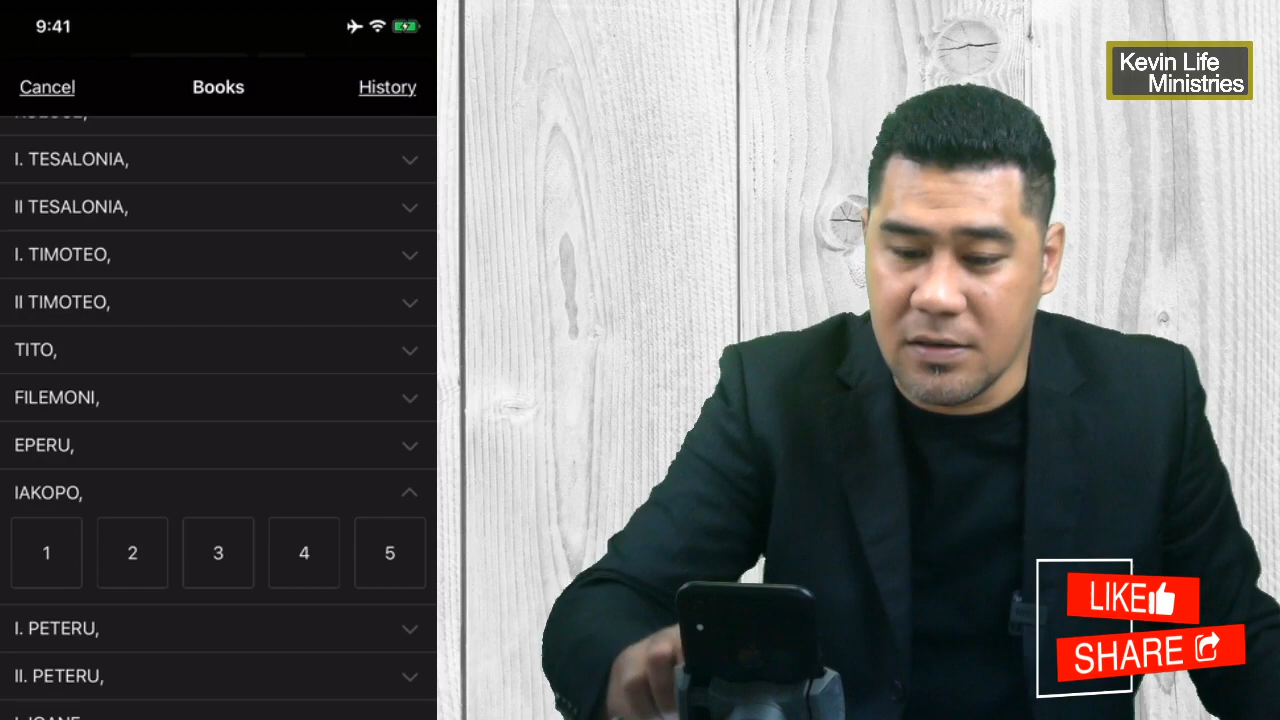 9:41
Cancel
Books
History
I. TESALONIA,
II TESALONIA,
I. TIMOTEO,
II TIMOTEO,
TITO,
FILEMONI,
EPERU,
IAKOPO,
1 2 3 4 5
I. PETERU,
II. PETERU,
Kevin Life
Ministries
LIKE
SHARE